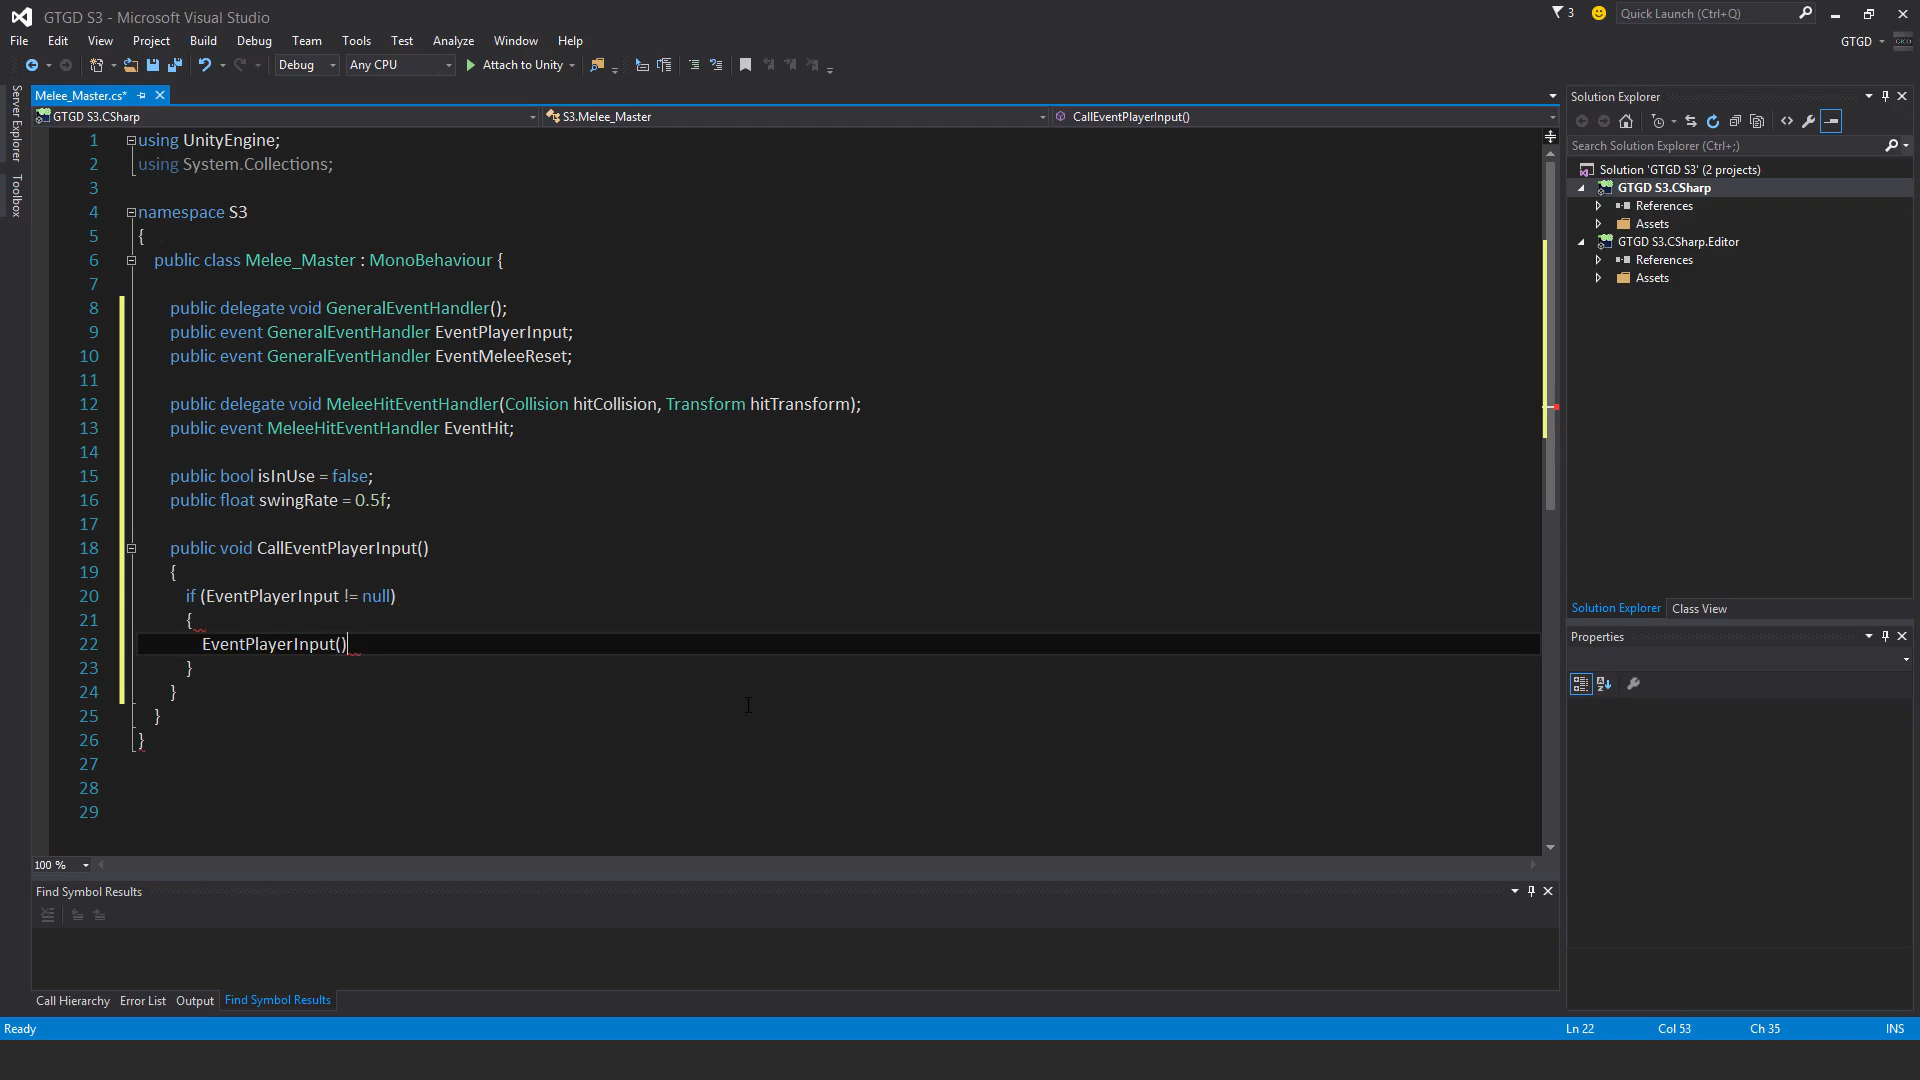 GTGD S3 - Microsoft Visual Studio
3
Quick Launch (Ctrl+Q)
File Edit View Project Build Debug Team Tools Test Analyze Window Help
GTGD
Debug Any CPU Attach to Unity
Server Explorer
Toolbox
Melee_Master.cs*
GTGD S3.CSharp S3.Melee_Master CallEventPlayerInput()
1 using UnityEngine;
2 using System.Collections;
3
4 namespace S3
5 {
6 public class Melee_Master : MonoBehaviour {
7
8 public delegate void GeneralEventHandler();
9 public event GeneralEventHandler EventPlayerInput;
10 public event GeneralEventHandler EventMeleeReset;
11
12 public delegate void MeleeHitEventHandler(Collision hitCollision, Transform hitTransform);
13 public event MeleeHitEventHandler EventHit;
14
15 public bool isInUse = false;
16 public float swingRate = 0.5f;
17
18 public void CallEventPlayerInput()
19 {
20 if (EventPlayerInput != null)
21 {
22 EventPlayerInput()
23 }
24 }
25 }
26 }
27
28
29
100 %
Find Symbol Results
Call Hierarchy Error List Output Find Symbol Results
Solution Explorer
Search Solution Explorer (Ctrl+;)
Solution 'GTGD S3' (2 projects)
GTGD S3.CSharp
References
Assets
GTGD S3.CSharp.Editor
References
Assets
Solution Explorer Class View
Properties
Ready Ln 22 Col 53 Ch 35 INS